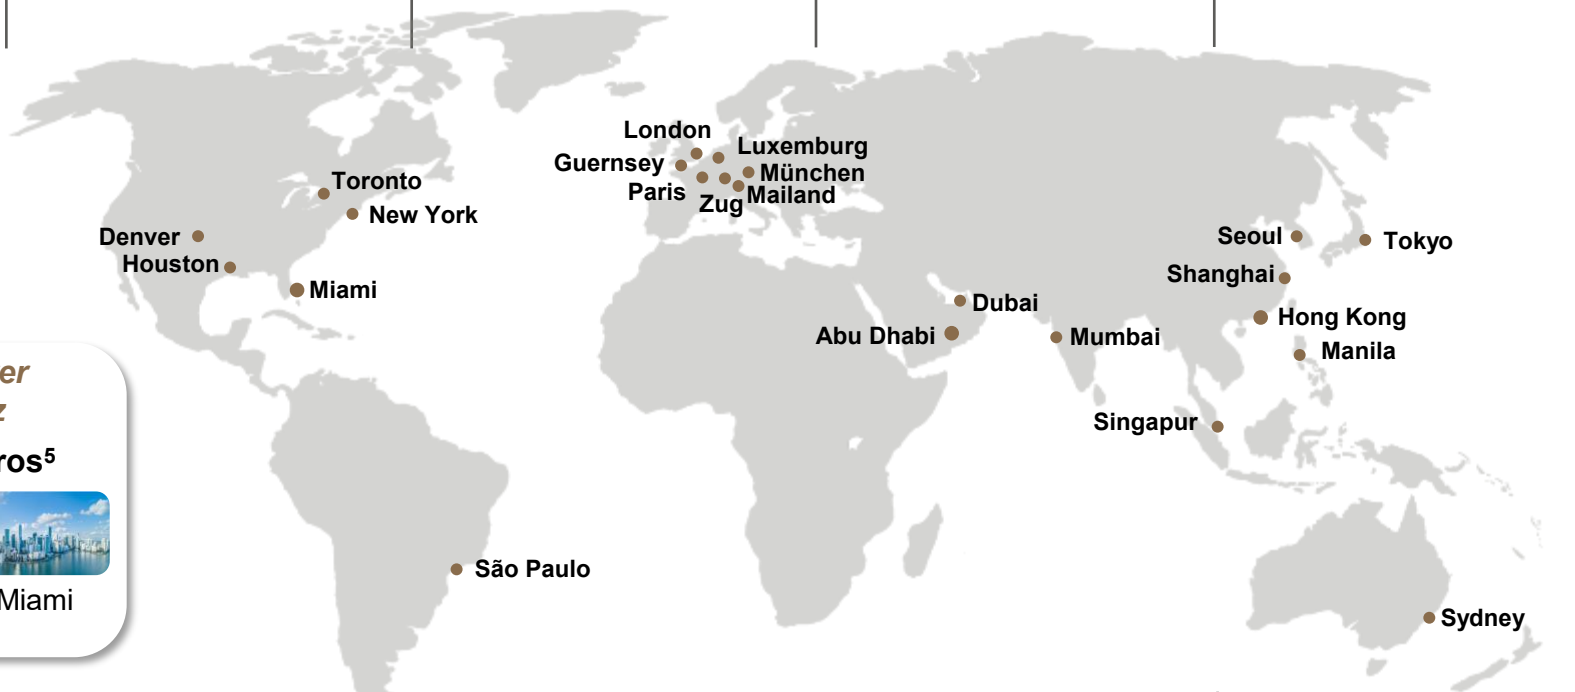 London
Luxemburg
Guernsey
München
Paris
Zug
Mailand
Toronto
New York
Denver
Houston
Miami
Seoul
Tokyo
Shanghai
Dubai
Hong Kong
Abu Dhabi
Mumbai
Manila
Singapur
São Paulo
Sydney
er
z
ros⁵
Miami